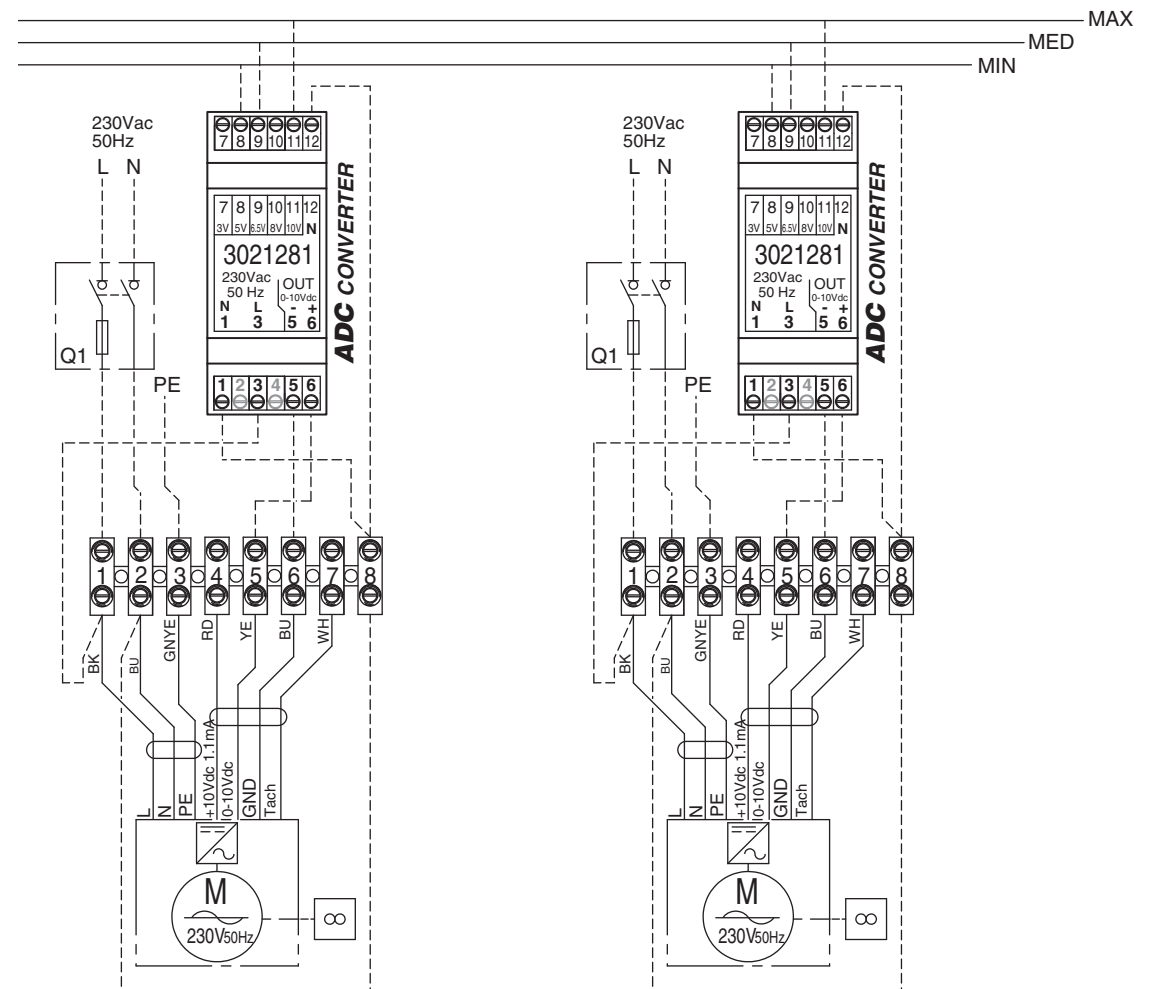 MAX
MED
MIN
230Vac
50Hz
L N
7 8 9 10 11 12
7 8 9 10 11 12
3V 5V 6.5V 8V 10V N
3021281
230Vac
50 Hz
OUT
0-10Vdc
N L - +
1 3 5 6
ADC CONVERTER
Q1
PE
1 2 3 4 5 6
1 2 3 4 5 6 7 8
BK BU GNYE RD YE BU WH
L N PE +10Vdc 1.1mA 0-10Vdc GND Tach
M
230V50Hz
230Vac
50Hz
L N
7 8 9 10 11 12
7 8 9 10 11 12
3V 5V 6.5V 8V 10V N
3021281
230Vac
50 Hz
OUT
0-10Vdc
N L - +
1 3 5 6
ADC CONVERTER
Q1
PE
1 2 3 4 5 6
1 2 3 4 5 6 7 8
BK BU GNYE RD YE BU WH
L N PE +10Vdc 1.1mA 0-10Vdc GND Tach
M
230V50Hz